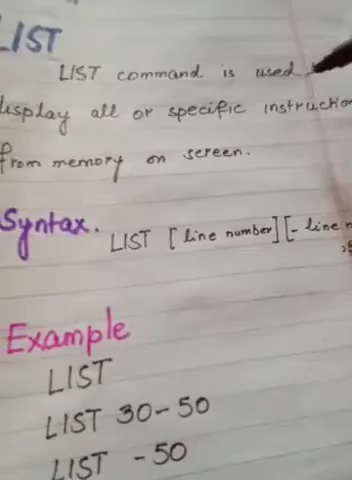 LIST
LIST command is used
display all or specific instruction
from memory on screen.
Syntax.
LIST [line number][- line
Example
LIST
LIST 30-50
LIST -50